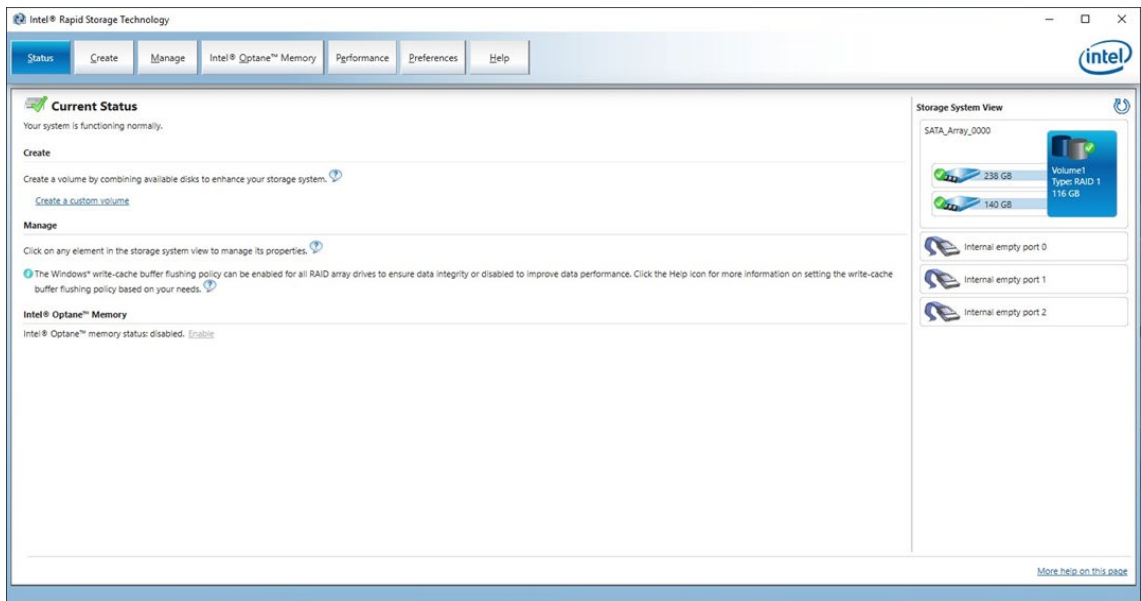 Intel® Rapid Storage Technology
Status
Create
Manage
Intel® Optane™ Memory
Performance
Preferences
Help
intel
Current Status
Your system is functioning normally.
Create
Create a volume by combining available disks to enhance your storage system.
Create a custom volume
Manage
Click on any element in the storage system view to manage its properties.
The Windows* write-cache buffer flushing policy can be enabled for all RAID array drives to ensure data integrity or disabled to improve data performance. Click the Help icon for more information on setting the write-cache
buffer flushing policy based on your needs.
Intel® Optane™ Memory
Intel® Optane™ memory status: disabled. Enable
Storage System View
SATA_Array_0000
238 GB
140 GB
Volume1
Type: RAID 1
116 GB
Internal empty port 0
Internal empty port 1
Internal empty port 2
More help on this page